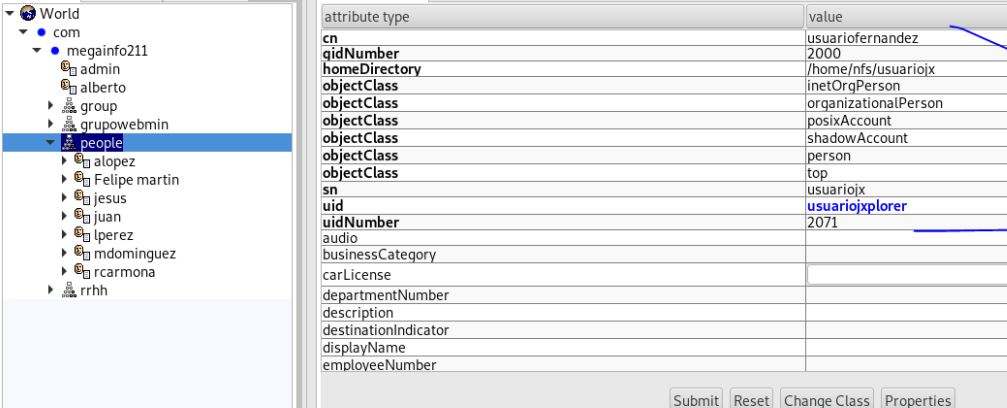 World
com
megainfo211
admin
alberto
group
grupowebmin
people
alopez
Felipe martin
jesus
juan
lperez
mdominguez
rcarmona
rrhh
attribute type value
cn usuariofernandez
gidNumber 2000
homeDirectory /home/nfs/usuariojx
objectClass inetOrgPerson
objectClass organizationalPerson
objectClass posixAccount
objectClass shadowAccount
objectClass person
objectClass top
sn usuariojx
uid usuariojxplorer
uidNumber 2071
audio
businessCategory
carLicense
departmentNumber
description
destinationIndicator
displayName
employeeNumber
Submit Reset Change Class Properties